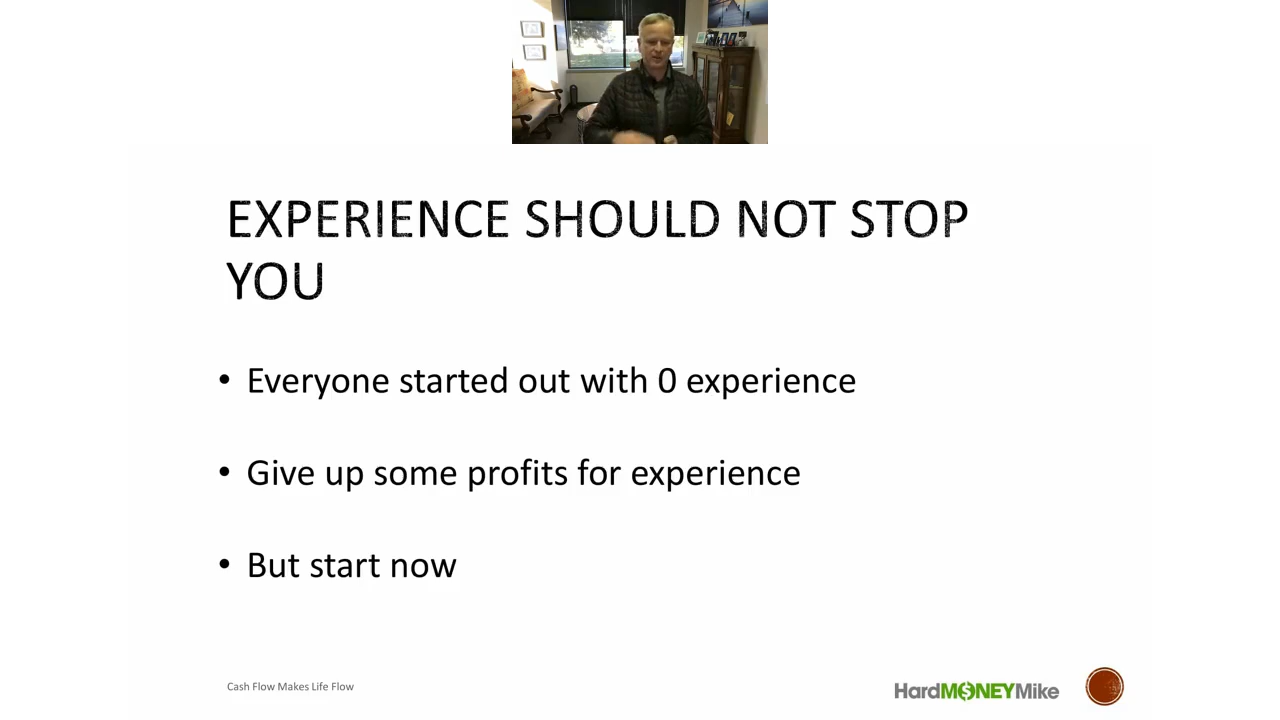 EXPERIENCE SHOULD NOT STOP
YOU
• Everyone started out with 0 experience
• Give up some profits for experience
• But start now
Cash Flow Makes Life Flow
HardMONEYMike